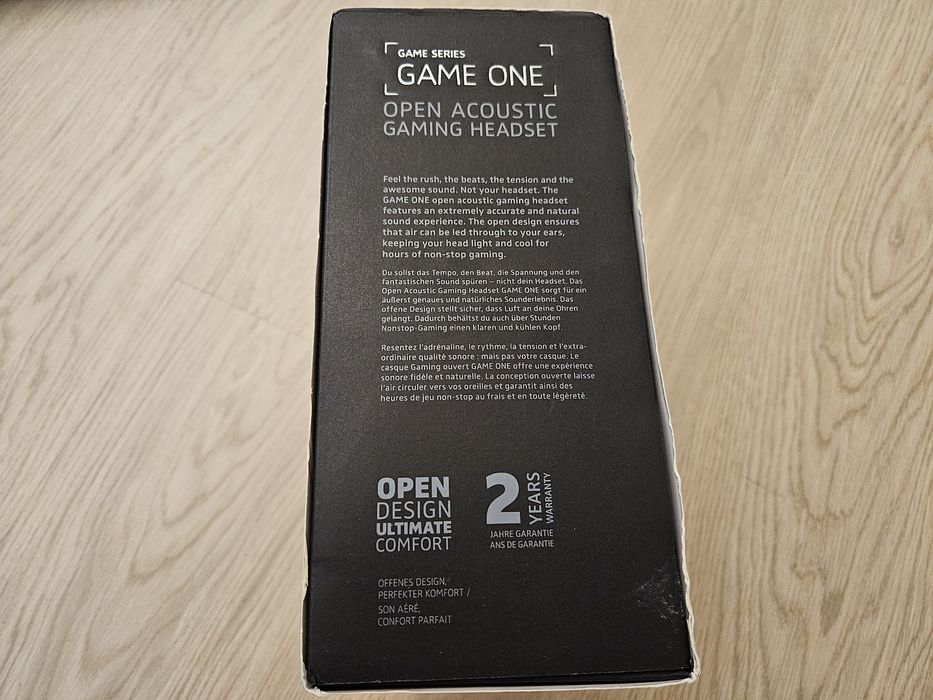 GAME SERIES
GAME ONE
OPEN ACOUSTIC
GAMING HEADSET
Feel the rush, the beats, the tension and the
awesome sound. Not your headset. The
GAME ONE open acoustic gaming headset
features an extremely accurate and natural
sound experience. The open design ensures
that air can be led through to your ears,
keeping your head light and cool for
hours of non-stop gaming.
Du sollst das Tempo, den Beat, die Spannung und den
fantastischen Sound spüren – nicht dein Headset. Das
Open Acoustic Gaming Headset GAME ONE sorgt für ein
äußerst genaues und natürliches Sounderlebnis. Das
offene Design stellt sicher, dass Luft an deine Ohren
gelangt. Dadurch behältst du auch über Stunden
Nonstop-Gaming einen klaren und kühlen Kopf.
Resentez l'adrénaline, le rythme, la tension et l'extra-
ordinaire qualité sonore : mais pas votre casque. Le
casque Gaming ouvert GAME ONE offre une expérience
sonore fidèle et naturelle. La conception ouverte laisse
l'air circuler vers vos oreilles et garantit ainsi des
heures de jeu non-stop au frais et en toute légèreté.
OPEN
DESIGN
ULTIMATE
COMFORT
2 YEARS
WARRANTY
JAHRE GARANTIE
ANS DE GARANTIE
OFFENES DESIGN,
PERFEKTER KOMFORT /
SON AÉRÉ,
CONFORT PARFAIT